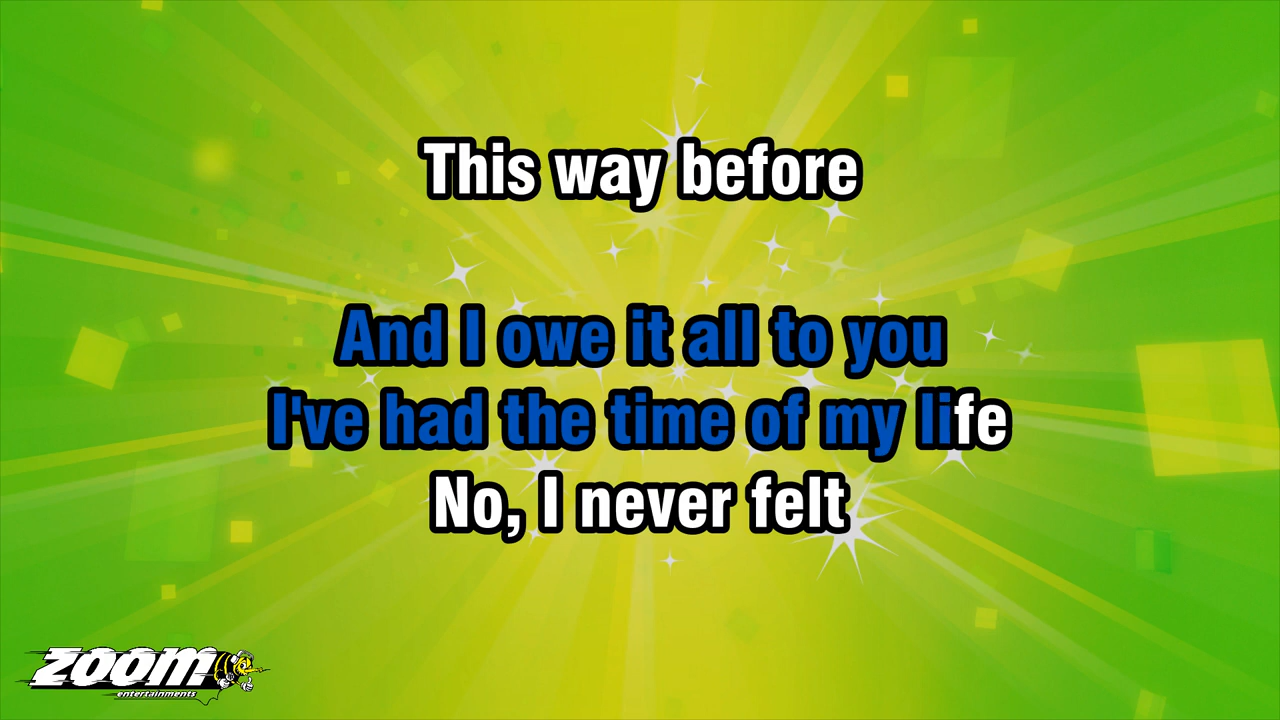 This way before
And I owe it all to you
I've had the time of my life
No, I never felt
ZOOM
entertainments